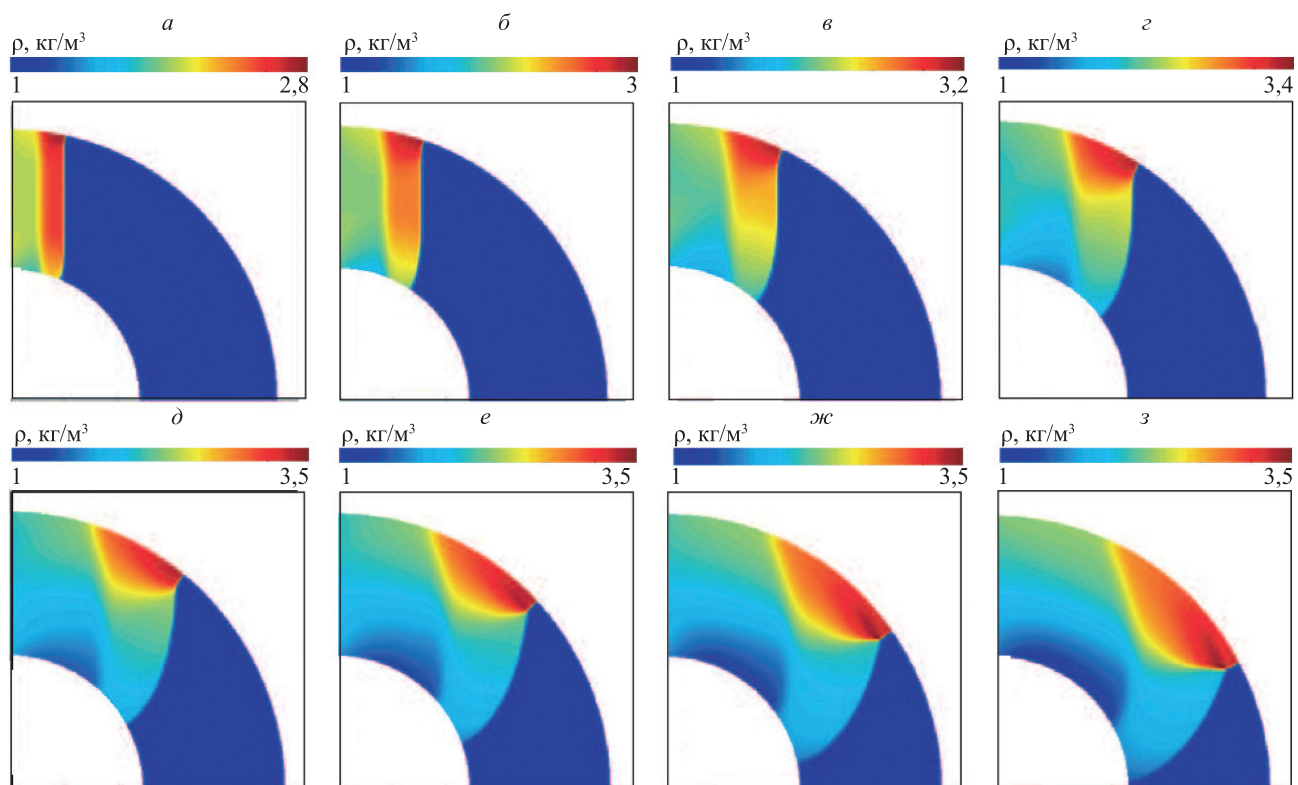 а б в г
ρ, кг/м³ ρ, кг/м³ ρ, кг/м³ ρ, кг/м³
1 2,8 1 3 1 3,2 1 3,4
д е ж з
ρ, кг/м³ ρ, кг/м³ ρ, кг/м³ ρ, кг/м³
1 3,5 1 3,5 1 3,5 1 3,5